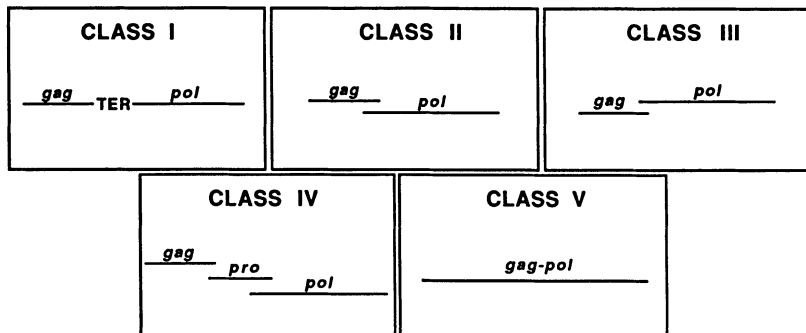 CLASS I
gag TER pol
CLASS II
gag
pol
CLASS III
pol
gag
CLASS IV
gag
pro
pol
CLASS V
gag-pol